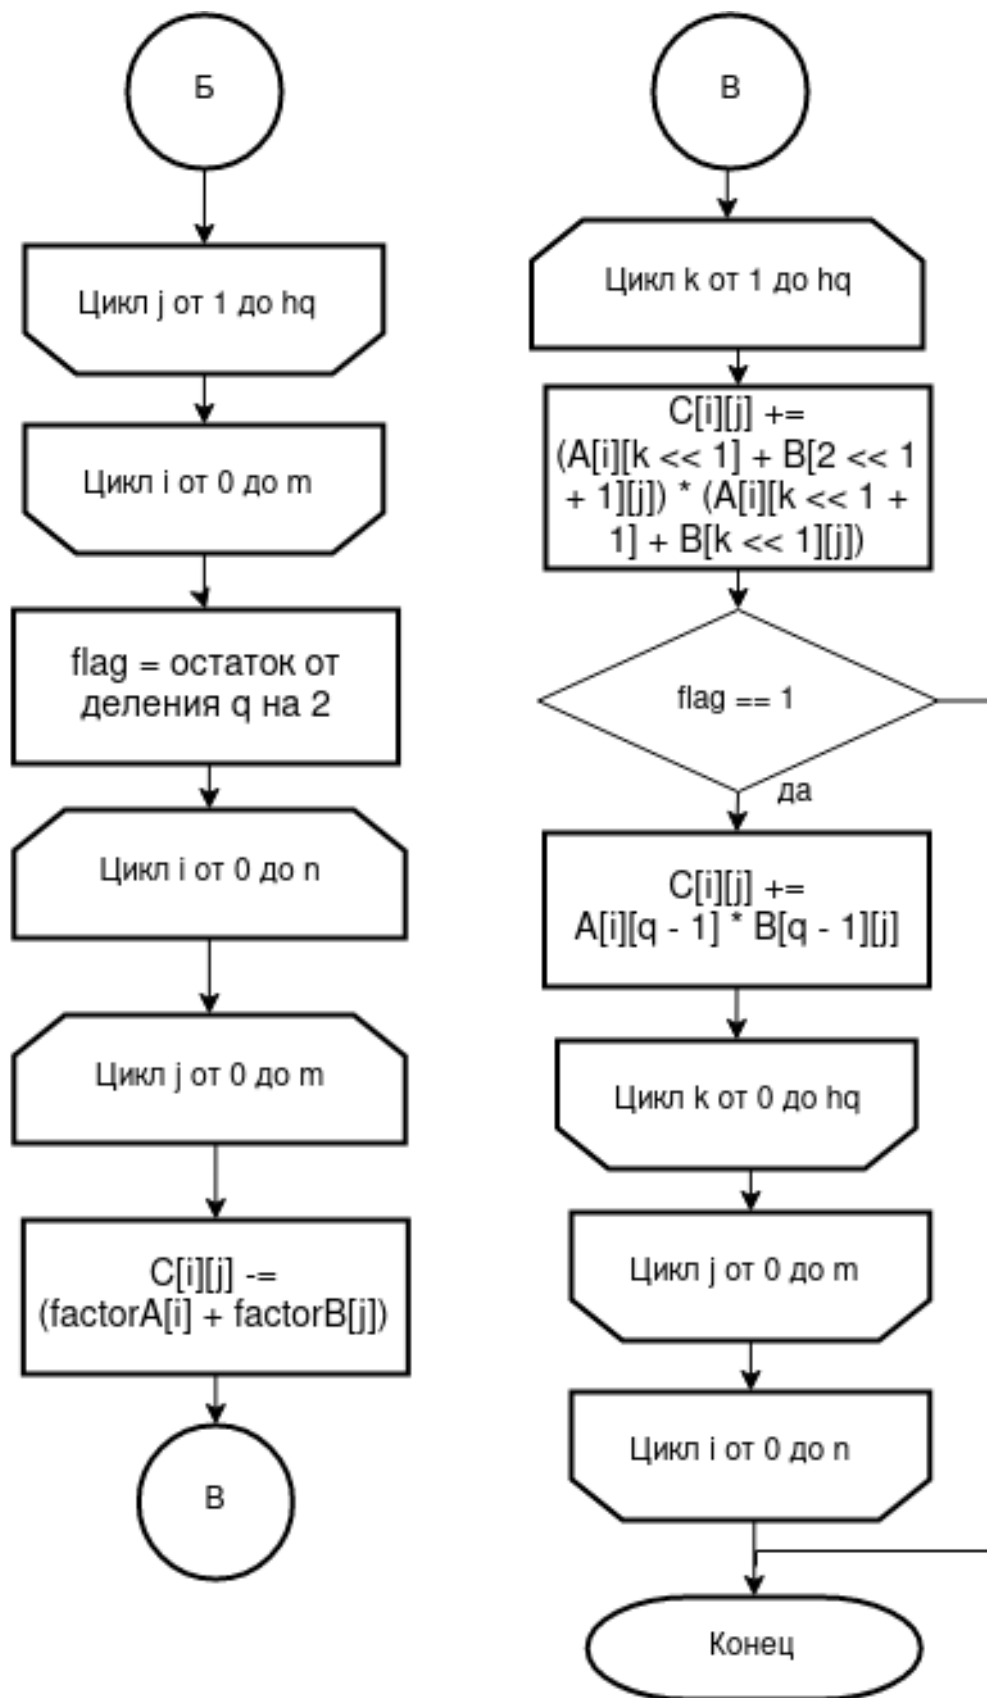 Б
Цикл j от 1 до hq
Цикл i от 0 до m
flag = остаток от
деления q на 2
Цикл i от 0 до n
Цикл j от 0 до m
C[i][j] -=
(factorA[i] + factorB[j])
В
В
Цикл k от 1 до hq
C[i][j] +=
(A[i][k << 1] + B[2 << 1
+ 1][j]) * (A[i][k << 1 +
1] + B[k << 1][j])
flag == 1
да
C[i][j] +=
A[i][q - 1] * B[q - 1][j]
Цикл k от 0 до hq
Цикл j от 0 до m
Цикл i от 0 до n
Конец